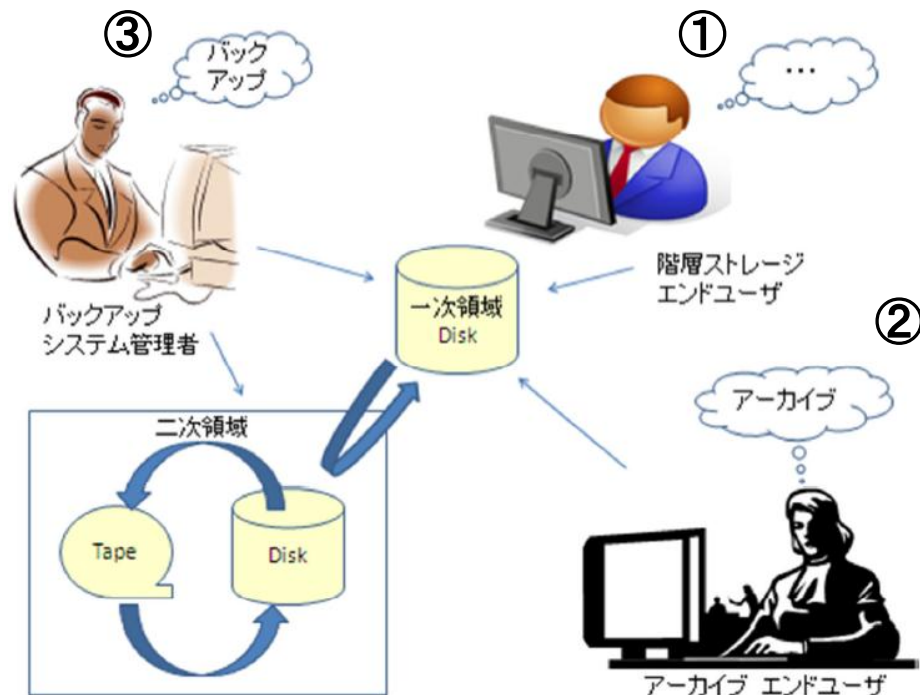 ③
バック
アップ
①
...
バックアップ
システム管理者
一次領域
Disk
階層ストレージ
エンドユーザ
②
アーカイブ
二次領域
Tape
Disk
アーカイブ エンドユーザ